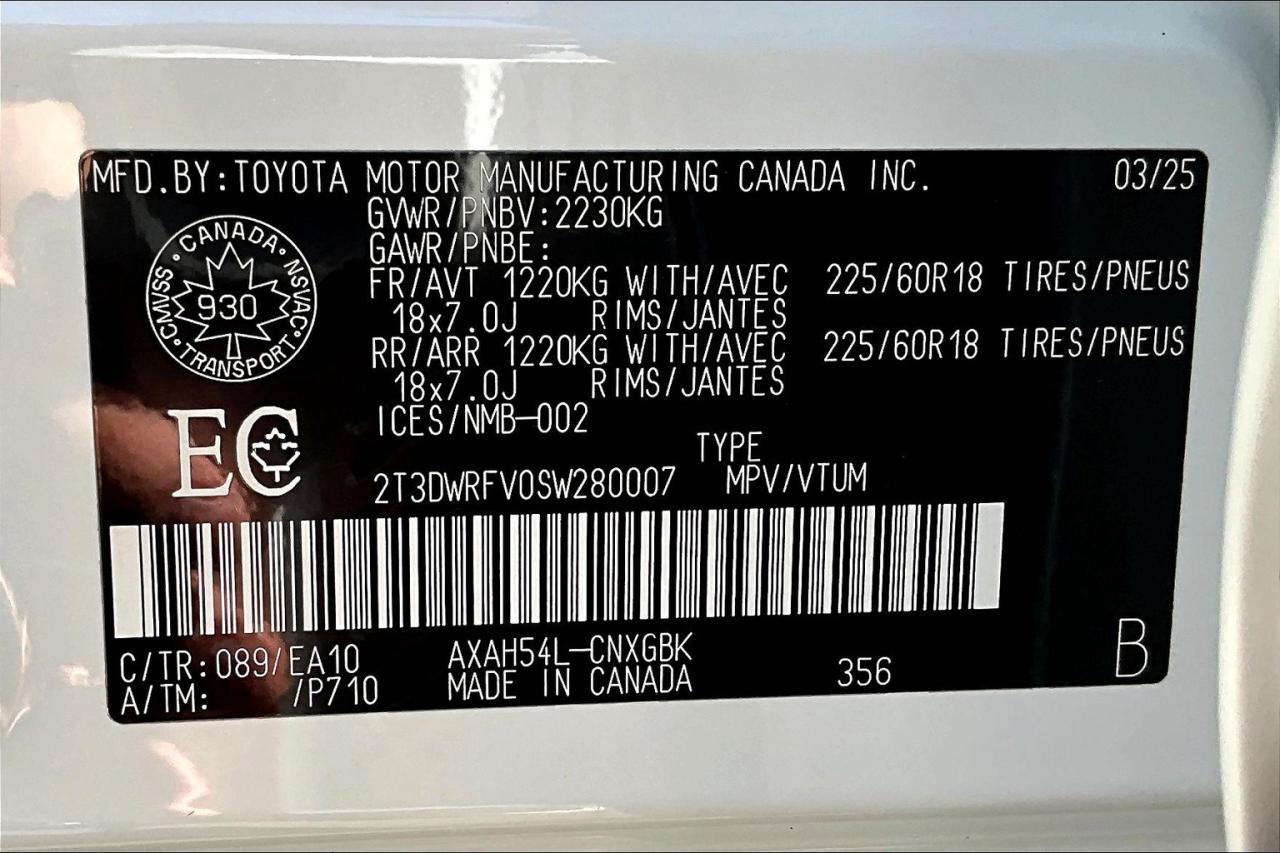 MFD.BY:TOYOTA MOTOR MANUFACTURING CANADA INC. 03/25
GVWR/PNBV:2230KG
GAWR/PNBE:
FR/AVT 1220KG WITH/AVEC 225/60R18 TIRES/PNEUS
18x7.0J RIMS/JANTES
RR/ARR 1220KG WITH/AVEC 225/60R18 TIRES/PNEUS
18x7.0J RIMS/JANTES
ICES/NMB-002
CANADA · NSVAC · TRANSPORT · CMVSS ·
930
EC
TYPE
2T3DWRFV0SW280007 MPV/VTUM
C/TR:089/EA10 AXAH54L-CNXGBK 356 B
A/TM: /P710 MADE IN CANADA